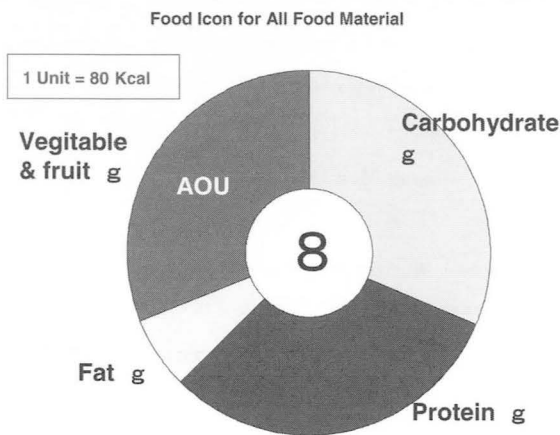 Food Icon for All Food Material
1 Unit = 80 Kcal
Carbohydrate
g
Vegitable
& fruit g
AOU
8
Fat g
Protein g